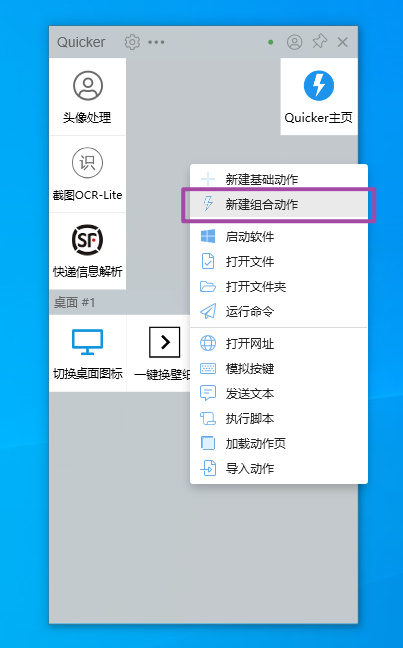 Quicker
头像处理
Quicker主页
识
截图OCR-Lite
SF
快递信息解析
新建基础动作
新建组合动作
启动软件
打开文件
打开文件夹
运行命令
打开网址
模拟按键
发送文本
执行脚本
加载动作页
导入动作
桌面 #1
切换桌面图标
一键换壁纸